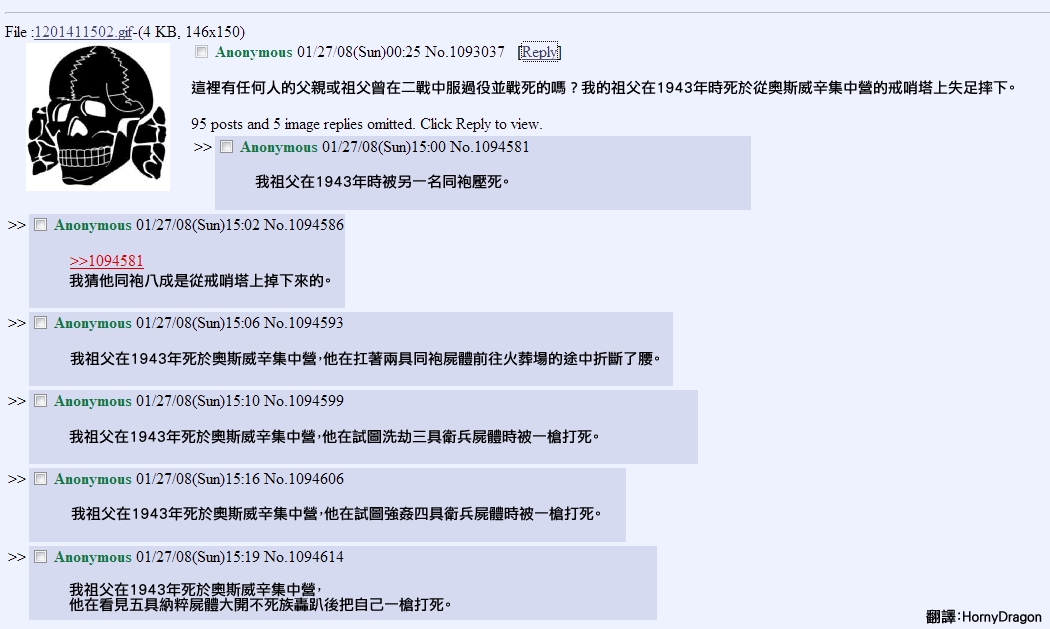 File :1201411502.gif-(4 KB, 146x150)
Anonymous 01/27/08(Sun)00:25 No.1093037 [Reply]
這裡有任何人的父親或祖父曾在二戰中服過役並戰死的嗎？我的祖父在1943年時死於從奧斯威辛集中營的戒哨塔上失足摔下。
95 posts and 5 image replies omitted. Click Reply to view.
>> Anonymous 01/27/08(Sun)15:00 No.1094581
我祖父在1943年時被另一名同袍壓死。
>> Anonymous 01/27/08(Sun)15:02 No.1094586
>>1094581
我猜他同袍八成是從戒哨塔上掉下來的。
>> Anonymous 01/27/08(Sun)15:06 No.1094593
我祖父在1943年死於奧斯威辛集中營，他在扛著兩具同袍屍體前往火葬場的途中折斷了腰。
>> Anonymous 01/27/08(Sun)15:10 No.1094599
我祖父在1943年死於奧斯威辛集中營，他在試圖洗劫三具衛兵屍體時被一槍打死。
>> Anonymous 01/27/08(Sun)15:16 No.1094606
我祖父在1943年死於奧斯威辛集中營，他在試圖強姦四具衛兵屍體時被一槍打死。
>> Anonymous 01/27/08(Sun)15:19 No.1094614
我祖父在1943年死於奧斯威辛集中營，
他在看見五具納粹屍體大開不死族轟趴後把自己一槍打死。
翻譯：HornyDragon